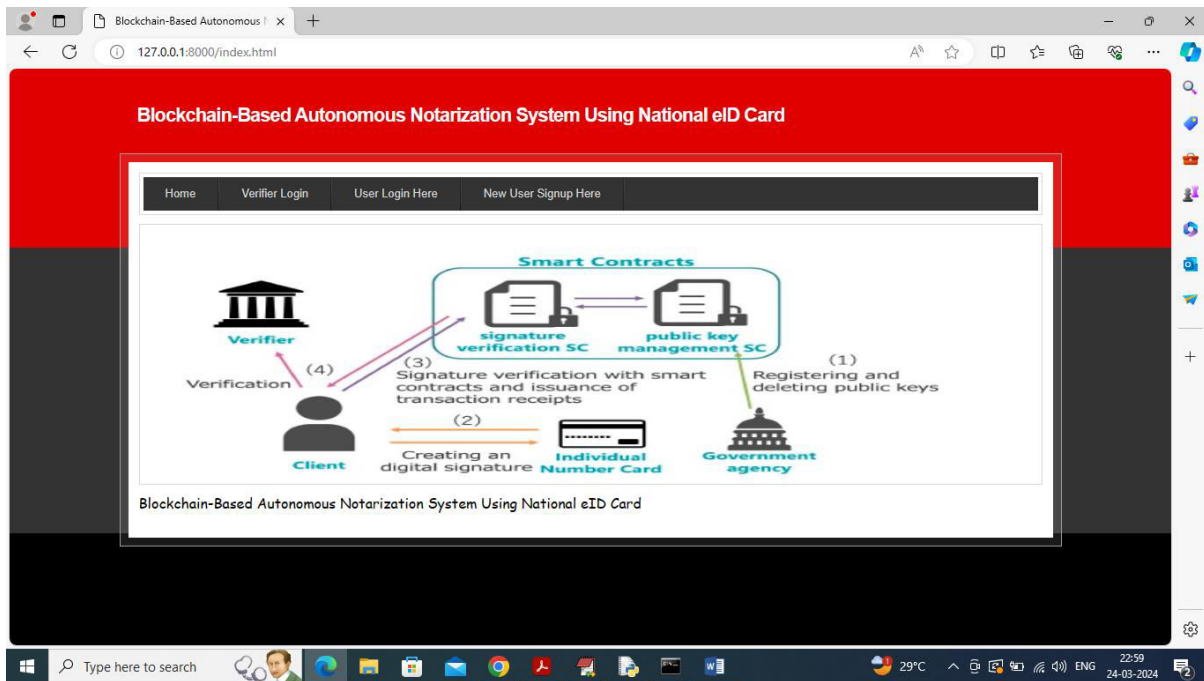 Blockchain-Based Autonomous N
127.0.0.1:8000/index.html
Blockchain-Based Autonomous Notarization System Using National eID Card
Home Verifier Login User Login Here New User Signup Here
Smart Contracts
signature
verification SC
public key
management SC
Verifier
(4)
Verification
(3)
Signature verification with smart
contracts and issuance of
transaction receipts
(1)
Registering and
deleting public keys
(2)
Creating an
digital signature
Client
Individual
Number Card
Government
agency
Blockchain-Based Autonomous Notarization System Using National eID Card
Type here to search
29°C
ENG
22:59
24-03-2024
2